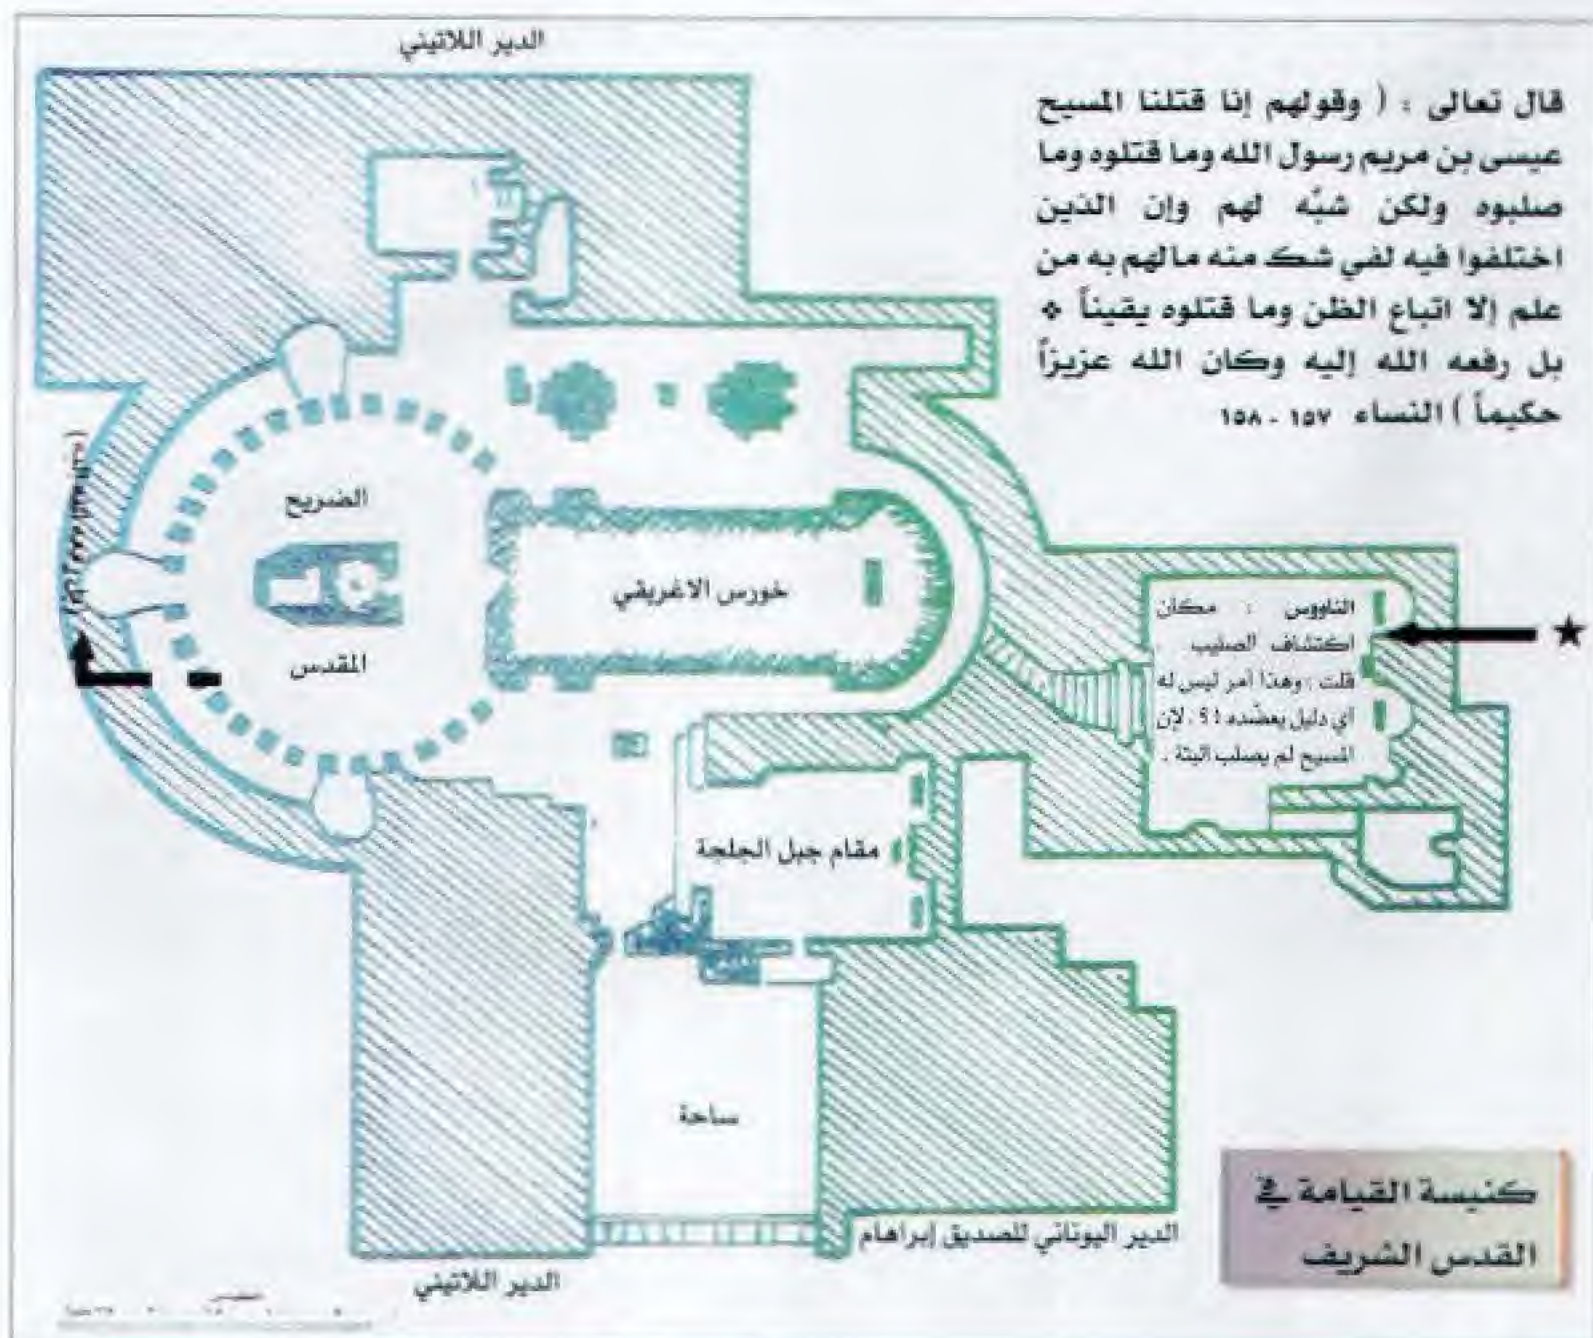 الدير اللاتيني
قال تعالى : ( وقولهم إنا قتلنا المسيح
عيسى بن مريم رسول الله وما قتلوه وما
صلبوه ولكن شبّه لهم وإن الذين
اختلفوا فيه لفي شك منه مالهم به من
علم إلا اتباع الظن وما قتلوه يقيناً ❖
بل رفعه الله إليه وكان الله عزيزاً
حكيماً ) النساء ١٥٧ - ١٥٨
الضريح
المقدس
خورس الاغريقي
الناووس : مكان
اكتشاف الصليب
قلت : وهذا أمر ليس له
أي دليل يعضّده ! ؟ . لإن
المسيح لم يصلب البتة .
مقام جبل الجلجة
ساحة
الدير اليوناني للصديق إبراهام
الدير اللاتيني
كنيسة القيامة في
القدس الشريف